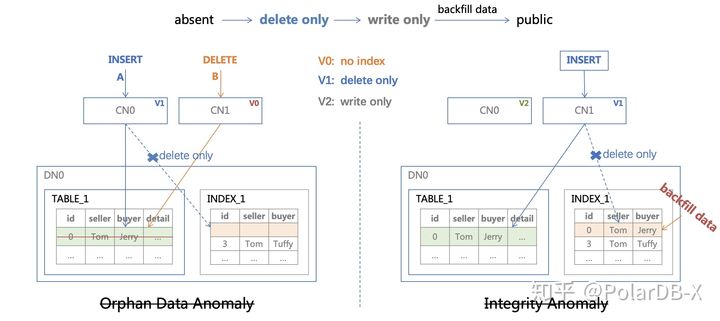 absent
delete only
write only
backfill data
public
INSERT
A
DELETE
B
V0: no index
V1: delete only
V2: write only
CN0
V1
CN1
V0
delete only
DN0
TABLE_1
id seller buyer detail
0 Tom Jerry ...
... ... ... ...
INDEX_1
id seller buyer
3 Tom Tuffy
... ... ...
Orphan Data Anomaly
INSERT
CN0
V2
CN1
V1
delete only
DN0
TABLE_1
id seller buyer detail
0 Tom Jerry ...
... ... ... ...
INDEX_1
id seller buyer
0 Tom Jerry
3 Tom Tuffy
... ... ...
backfill data
Integrity Anomaly
知乎 @PolarDB-X